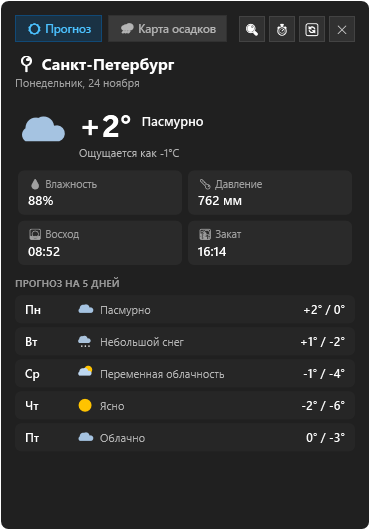 Прогноз Карта осадков
Санкт-Петербург
Понедельник, 24 ноября
+2° Пасмурно
Ощущается как -1°C
Влажность Давление
88% 762 мм
Восход Закат
08:52 16:14
ПРОГНОЗ НА 5 ДНЕЙ
Пн Пасмурно +2° / 0°
Вт Небольшой снег +1° / -2°
Ср Переменная облачность -1° / -4°
Чт Ясно -2° / -6°
Пт Облачно 0° / -3°